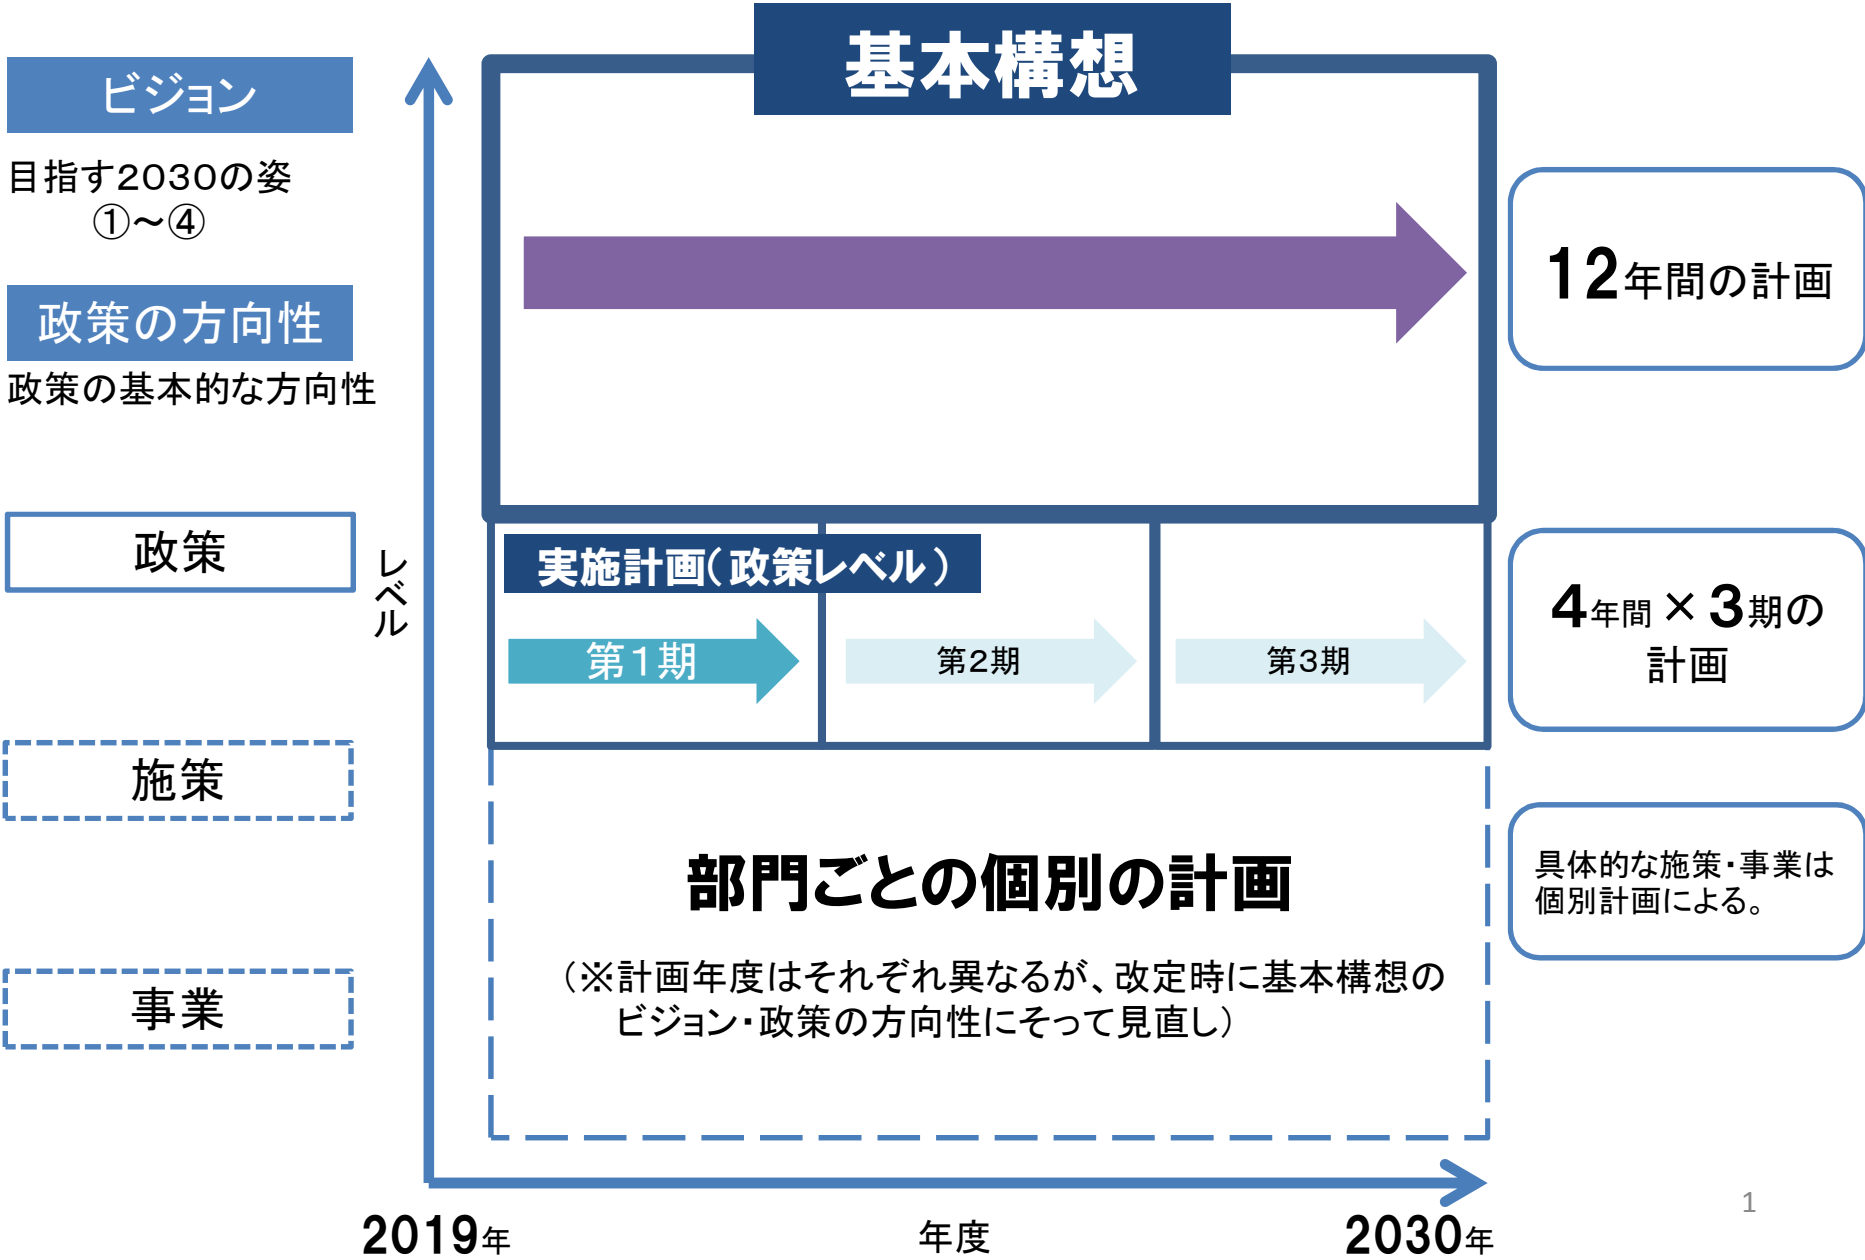 基本構想
ビジョン
目指す2030の姿
①~④
政策の方向性
政策の基本的な方向性
12年間の計画
政策
レベル
実施計画(政策レベル)
第1期
第2期
第3期
4年間×3期の
計画
施策
事業
部門ごとの個別の計画
(※計画年度はそれぞれ異なるが、改定時に基本構想の
ビジョン・政策の方向性にそって見直し)
具体的な施策・事業は
個別計画による。
2019年
年度
2030年
1